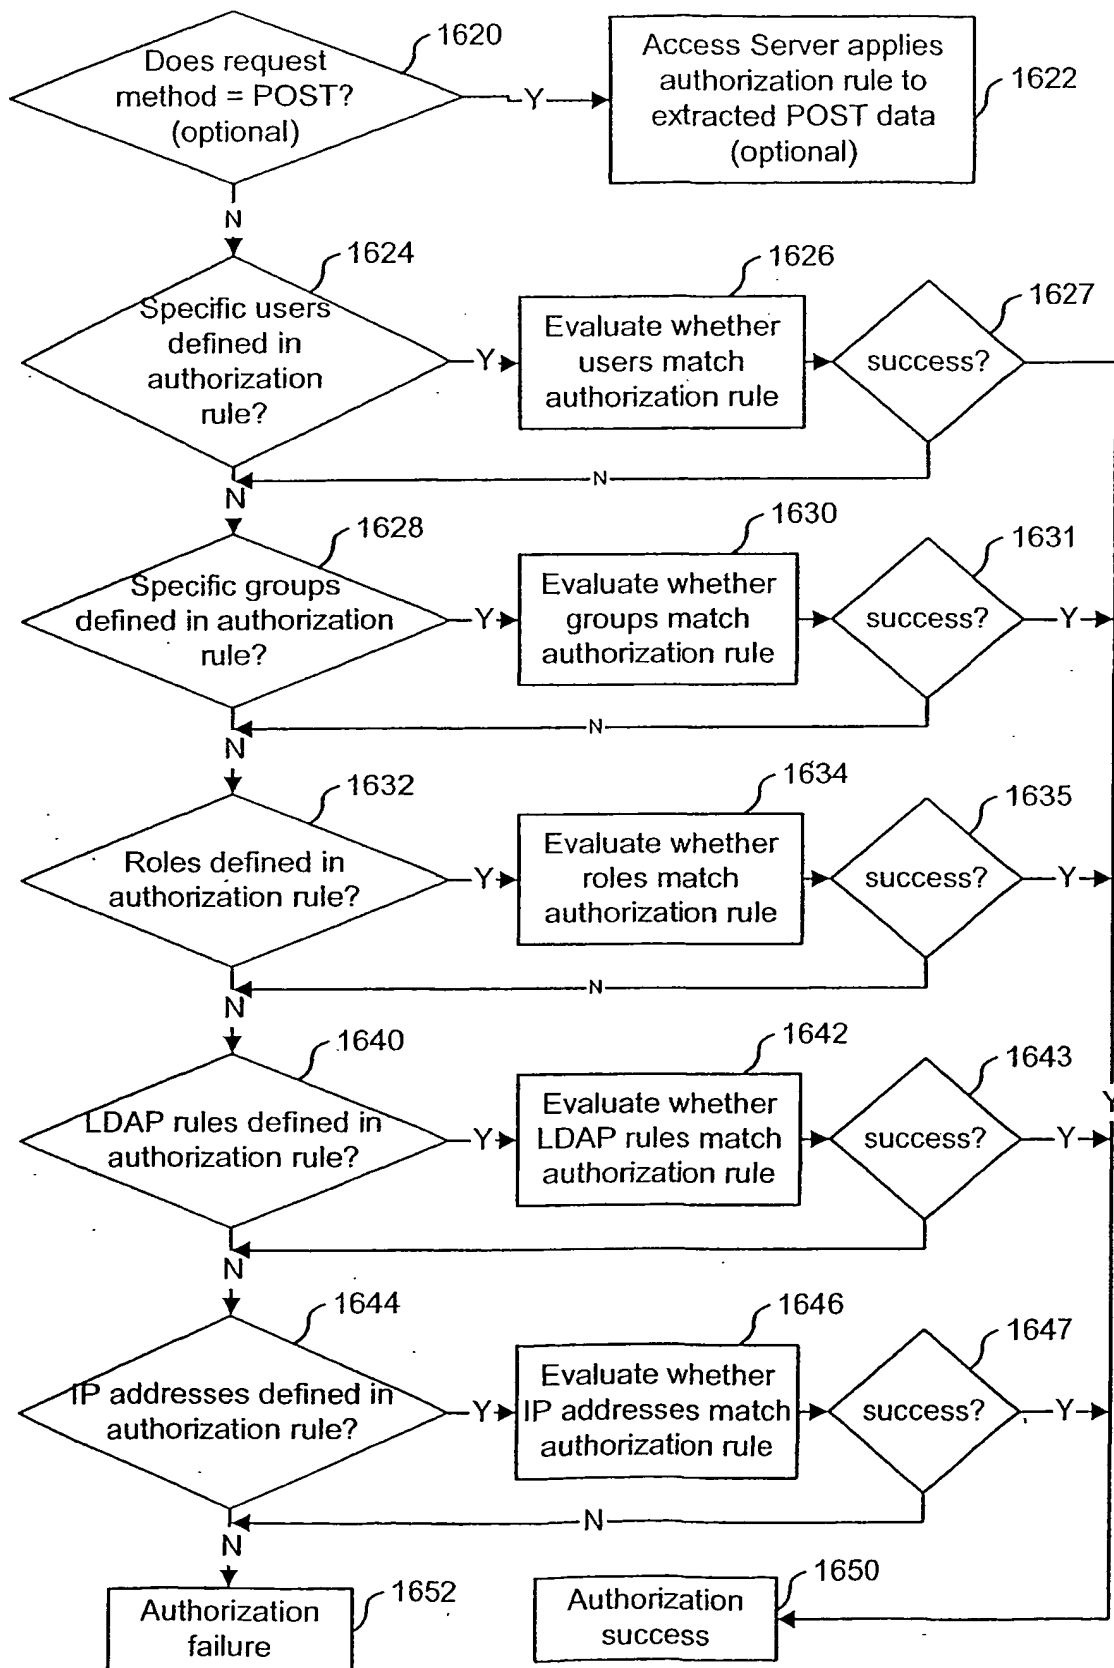 1620
Does request
method = POST?
(optional)
Y
Access Server applies
authorization rule to
extracted POST data
(optional)
1622
N
1624
Specific users
defined in
authorization
rule?
Y
1626
Evaluate whether
users match
authorization rule
1627
success?
N
N
1628
Specific groups
defined in authorization
rule?
Y
1630
Evaluate whether
groups match
authorization rule
1631
success?
Y
N
N
1632
Roles defined in
authorization rule?
Y
1634
Evaluate whether
roles match
authorization rule
1635
success?
Y
N
N
1640
LDAP rules defined in
authorization rule?
Y
1642
Evaluate whether
LDAP rules match
authorization rule
1643
success?
Y
Y
N
1644
IP addresses defined in
authorization rule?
Y
1646
Evaluate whether
IP addresses match
authorization rule
1647
success?
Y
N
N
Authorization
failure
1652
Authorization
success
1650